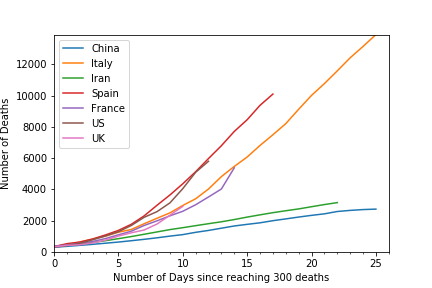 China
Italy
Iran
Spain
France
US
UK
Number of Deaths
12000
10000
8000
6000
4000
2000
0
0 5 10 15 20 25
Number of Days since reaching 300 deaths